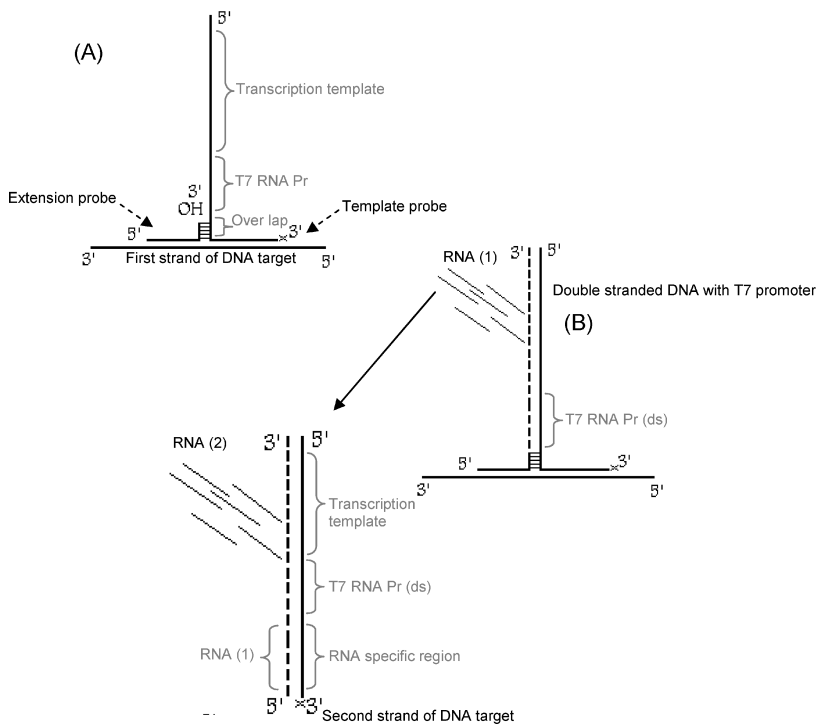 5'
(A)
Transcription template
3'
OH
T7 RNA Pr
Extension probe
Over lap
Template probe
5'
3'
3'
First strand of DNA target
5'
RNA (1)
3'
5'
Double stranded DNA with T7 promoter
(B)
T7 RNA Pr (ds)
5'
3'
3'
5'
RNA (2)
3'
5'
Transcription
template
T7 RNA Pr (ds)
RNA (1)
RNA specific region
5'
3'
Second strand of DNA target